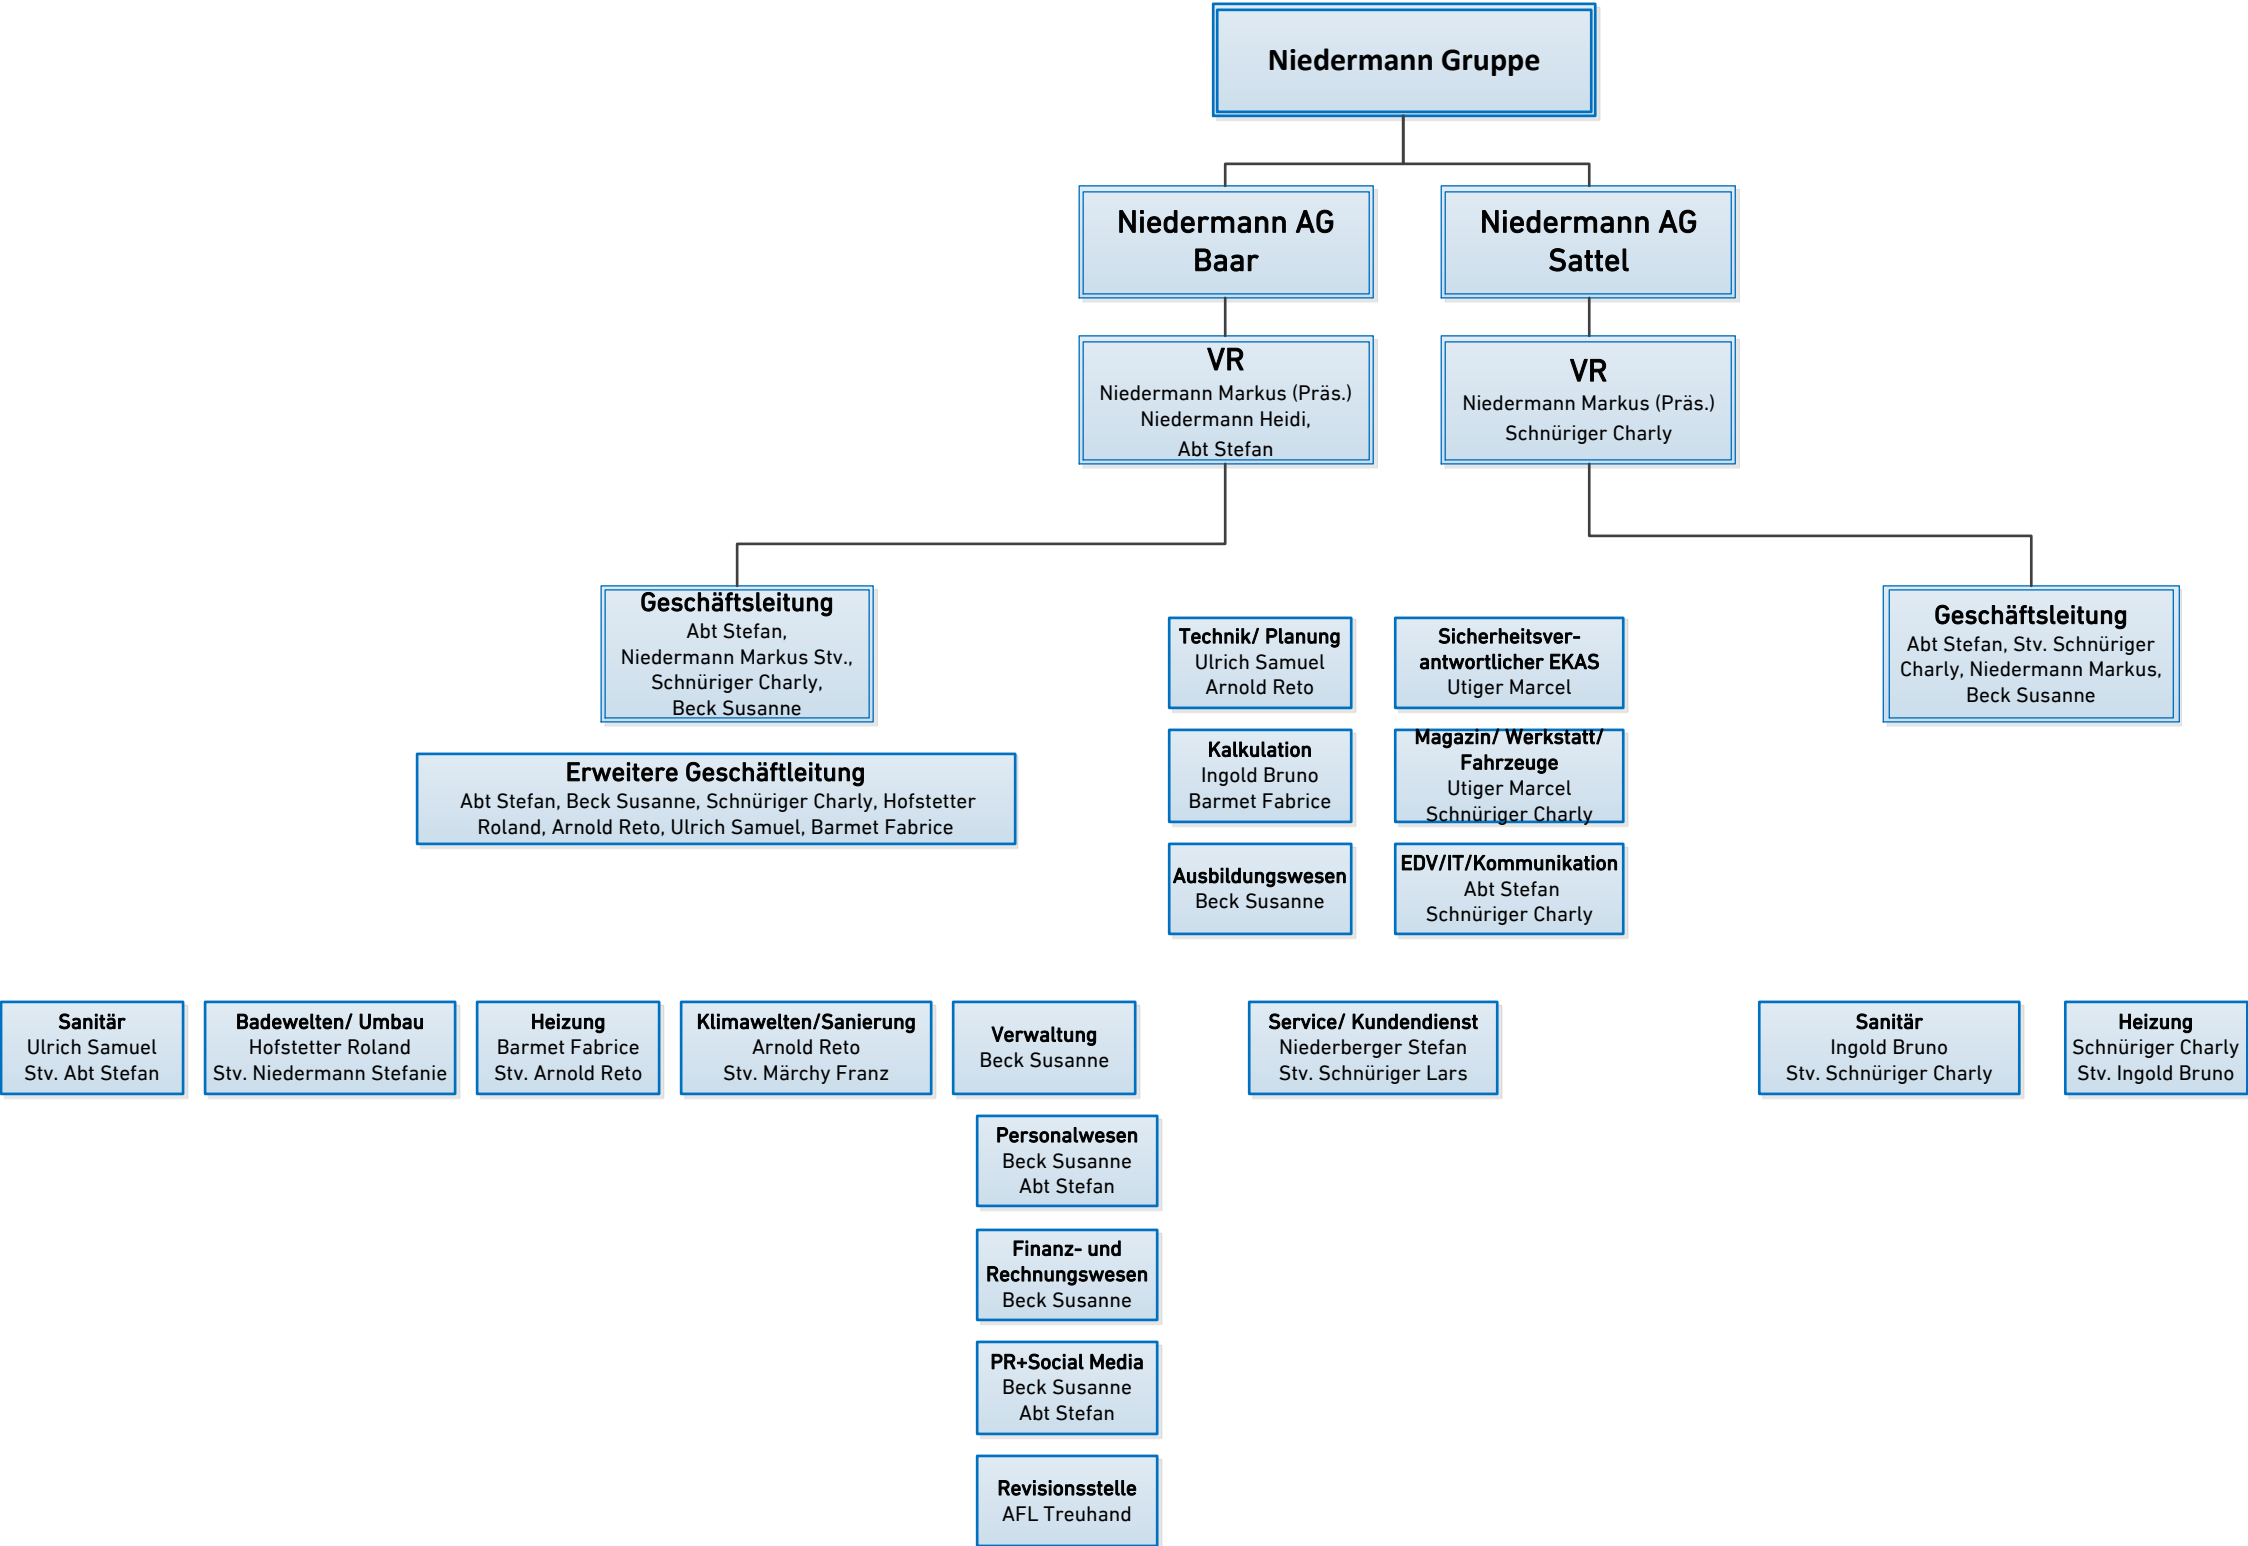 Niedermann Gruppe
Niedermann AG
Baar
Niedermann AG
Sattel
VR
Niedermann Markus (Präs.)
Niedermann Heidi,
Abt Stefan
VR
Niedermann Markus (Präs.)
Schnüriger Charly
Geschäftsleitung
Abt Stefan,
Niedermann Markus Stv.,
Schnüriger Charly,
Beck Susanne
Erweitere Geschäftleitung
Abt Stefan, Beck Susanne, Schnüriger Charly, Hofstetter
Roland, Arnold Reto, Ulrich Samuel, Barmet Fabrice
Technik/ Planung
Ulrich Samuel
Arnold Reto
Sicherheitsver-
antwortlicher EKAS
Utiger Marcel
Kalkulation
Ingold Bruno
Barmet Fabrice
Magazin/ Werkstatt/
Fahrzeuge
Utiger Marcel
Schnüriger Charly
Ausbildungswesen
Beck Susanne
EDV/IT/Kommunikation
Abt Stefan
Schnüriger Charly
Geschäftsleitung
Abt Stefan, Stv. Schnüriger
Charly, Niedermann Markus,
Beck Susanne
Sanitär
Ulrich Samuel
Stv. Abt Stefan
Badewelten/ Umbau
Hofstetter Roland
Stv. Niedermann Stefanie
Heizung
Barmet Fabrice
Stv. Arnold Reto
Klimawelten/Sanierung
Arnold Reto
Stv. Märchy Franz
Verwaltung
Beck Susanne
Service/ Kundendienst
Niederberger Stefan
Stv. Schnüriger Lars
Sanitär
Ingold Bruno
Stv. Schnüriger Charly
Heizung
Schnüriger Charly
Stv. Ingold Bruno
Personalwesen
Beck Susanne
Abt Stefan
Finanz- und
Rechnungswesen
Beck Susanne
PR+Social Media
Beck Susanne
Abt Stefan
Revisionsstelle
AFL Treuhand